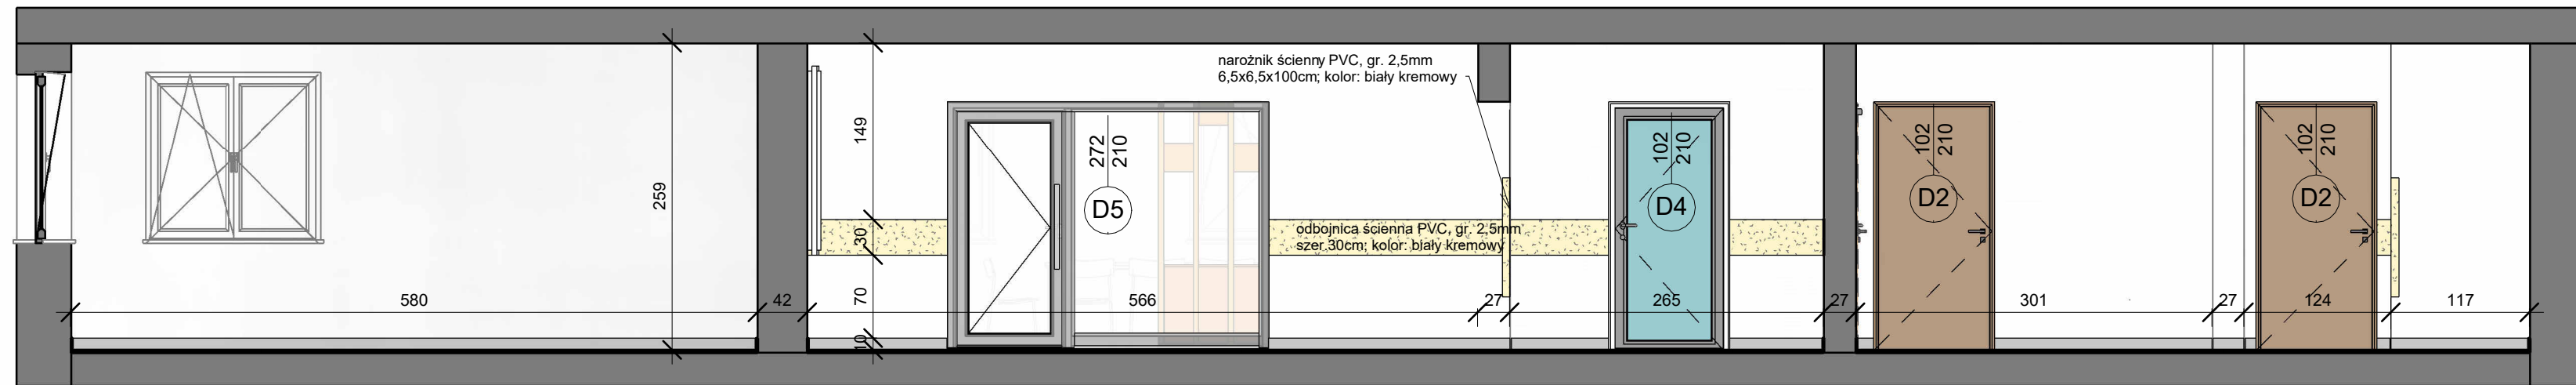 narożnik ścienny PVC, gr. 2,5mm
6,5x6,5x100cm; kolor: biały kremowy
149
272
210
102
210
102
210
102
210
259
D5
D4
D2
D2
30
odbojnica ścienna PVC, gr. 2,5mm
szer.30cm; kolor: biały kremowy
580
42
70
566
27
265
27
301
27
124
117
10